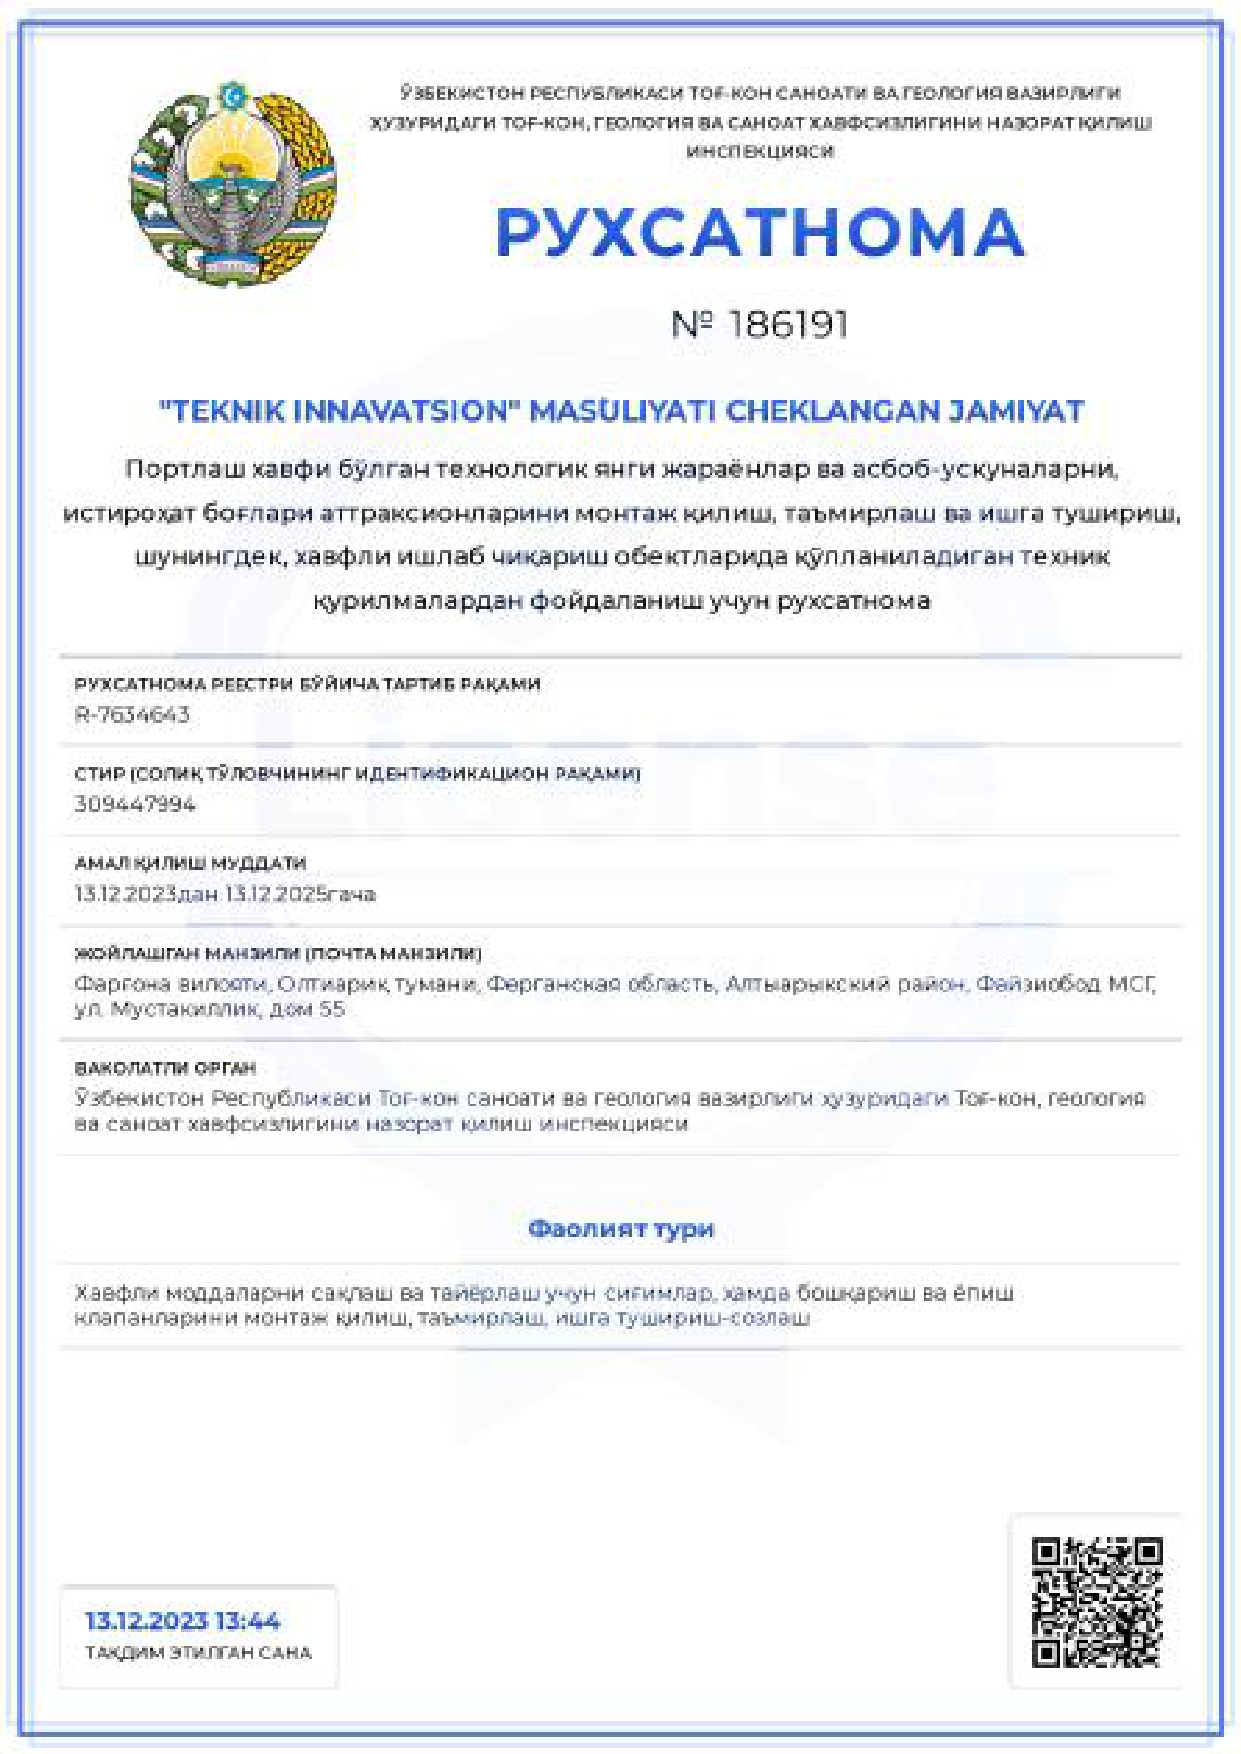 ЎЗБЕКИСТОН РЕСПУБЛИКАСИ ТОҒ-КОН САНОАТИ ВА ГЕОЛОГИЯ ВАЗИРЛИГИ
ҲУЗУРИДАГИ ТОҒ-КОН, ГЕОЛОГИЯ ВА САНОАТ ХАВФСИЗЛИГИНИ НАЗОРАТ ҚИЛИШ
ИНСПЕКЦИЯСИ
РУХСАТНОМА
№ 186191
"TEKNIK INNAVATSION" MASULIYATI CHEKLANGAN JAMIYAT
Портлаш хавфи бўлган технологик янги жараёнлар ва асбоб-ускуналарни,
истироҳат боғлари аттраксионларини монтаж қилиш, таъмирлаш ва ишга тушириш,
шунингдек, хавфли ишлаб чиқариш обектларида қўлланиладиган техник
қурилмалардан фойдаланиш учун рухсатнома
РУХСАТНОМА РЕЕСТРИ БЎЙИЧА ТАРТИБ РАҚАМИ
R-7634643
СТИР (СОЛИҚ ТЎЛОВЧИНИНГ ИДЕНТИФИКАЦИОН РАҚАМИ)
309447994
АМАЛ ҚИЛИШ МУДДАТИ
13.12.2023дан 13.12.2025гача
ЖОЙЛАШГАН МАНЗИЛИ (ПОЧТА МАНЗИЛИ)
Фарғона вилояти, Олтиариқ тумани, Ферганская область, Алтыарыкский район, Файзиобод МСГ,
ул. Мустакиллик, дом 55
ВАКОЛАТЛИ ОРГАН
Ўзбекистон Республикаси Тоғ-кон саноати ва геология вазирлиги ҳузуридаги Тоғ-кон, геология
ва саноат хавфсизлигини назорат қилиш инспекцияси
License
Фаолият тури
Хавфли моддаларни сақлаш ва тайёрлаш учун сиғимлар, ҳамда бошқариш ва ёпиш
клапанларини монтаж қилиш, таъмирлаш, ишга тушириш-созлаш
13.12.2023 13:44
ТАҚДИМ ЭТИЛГАН САНА